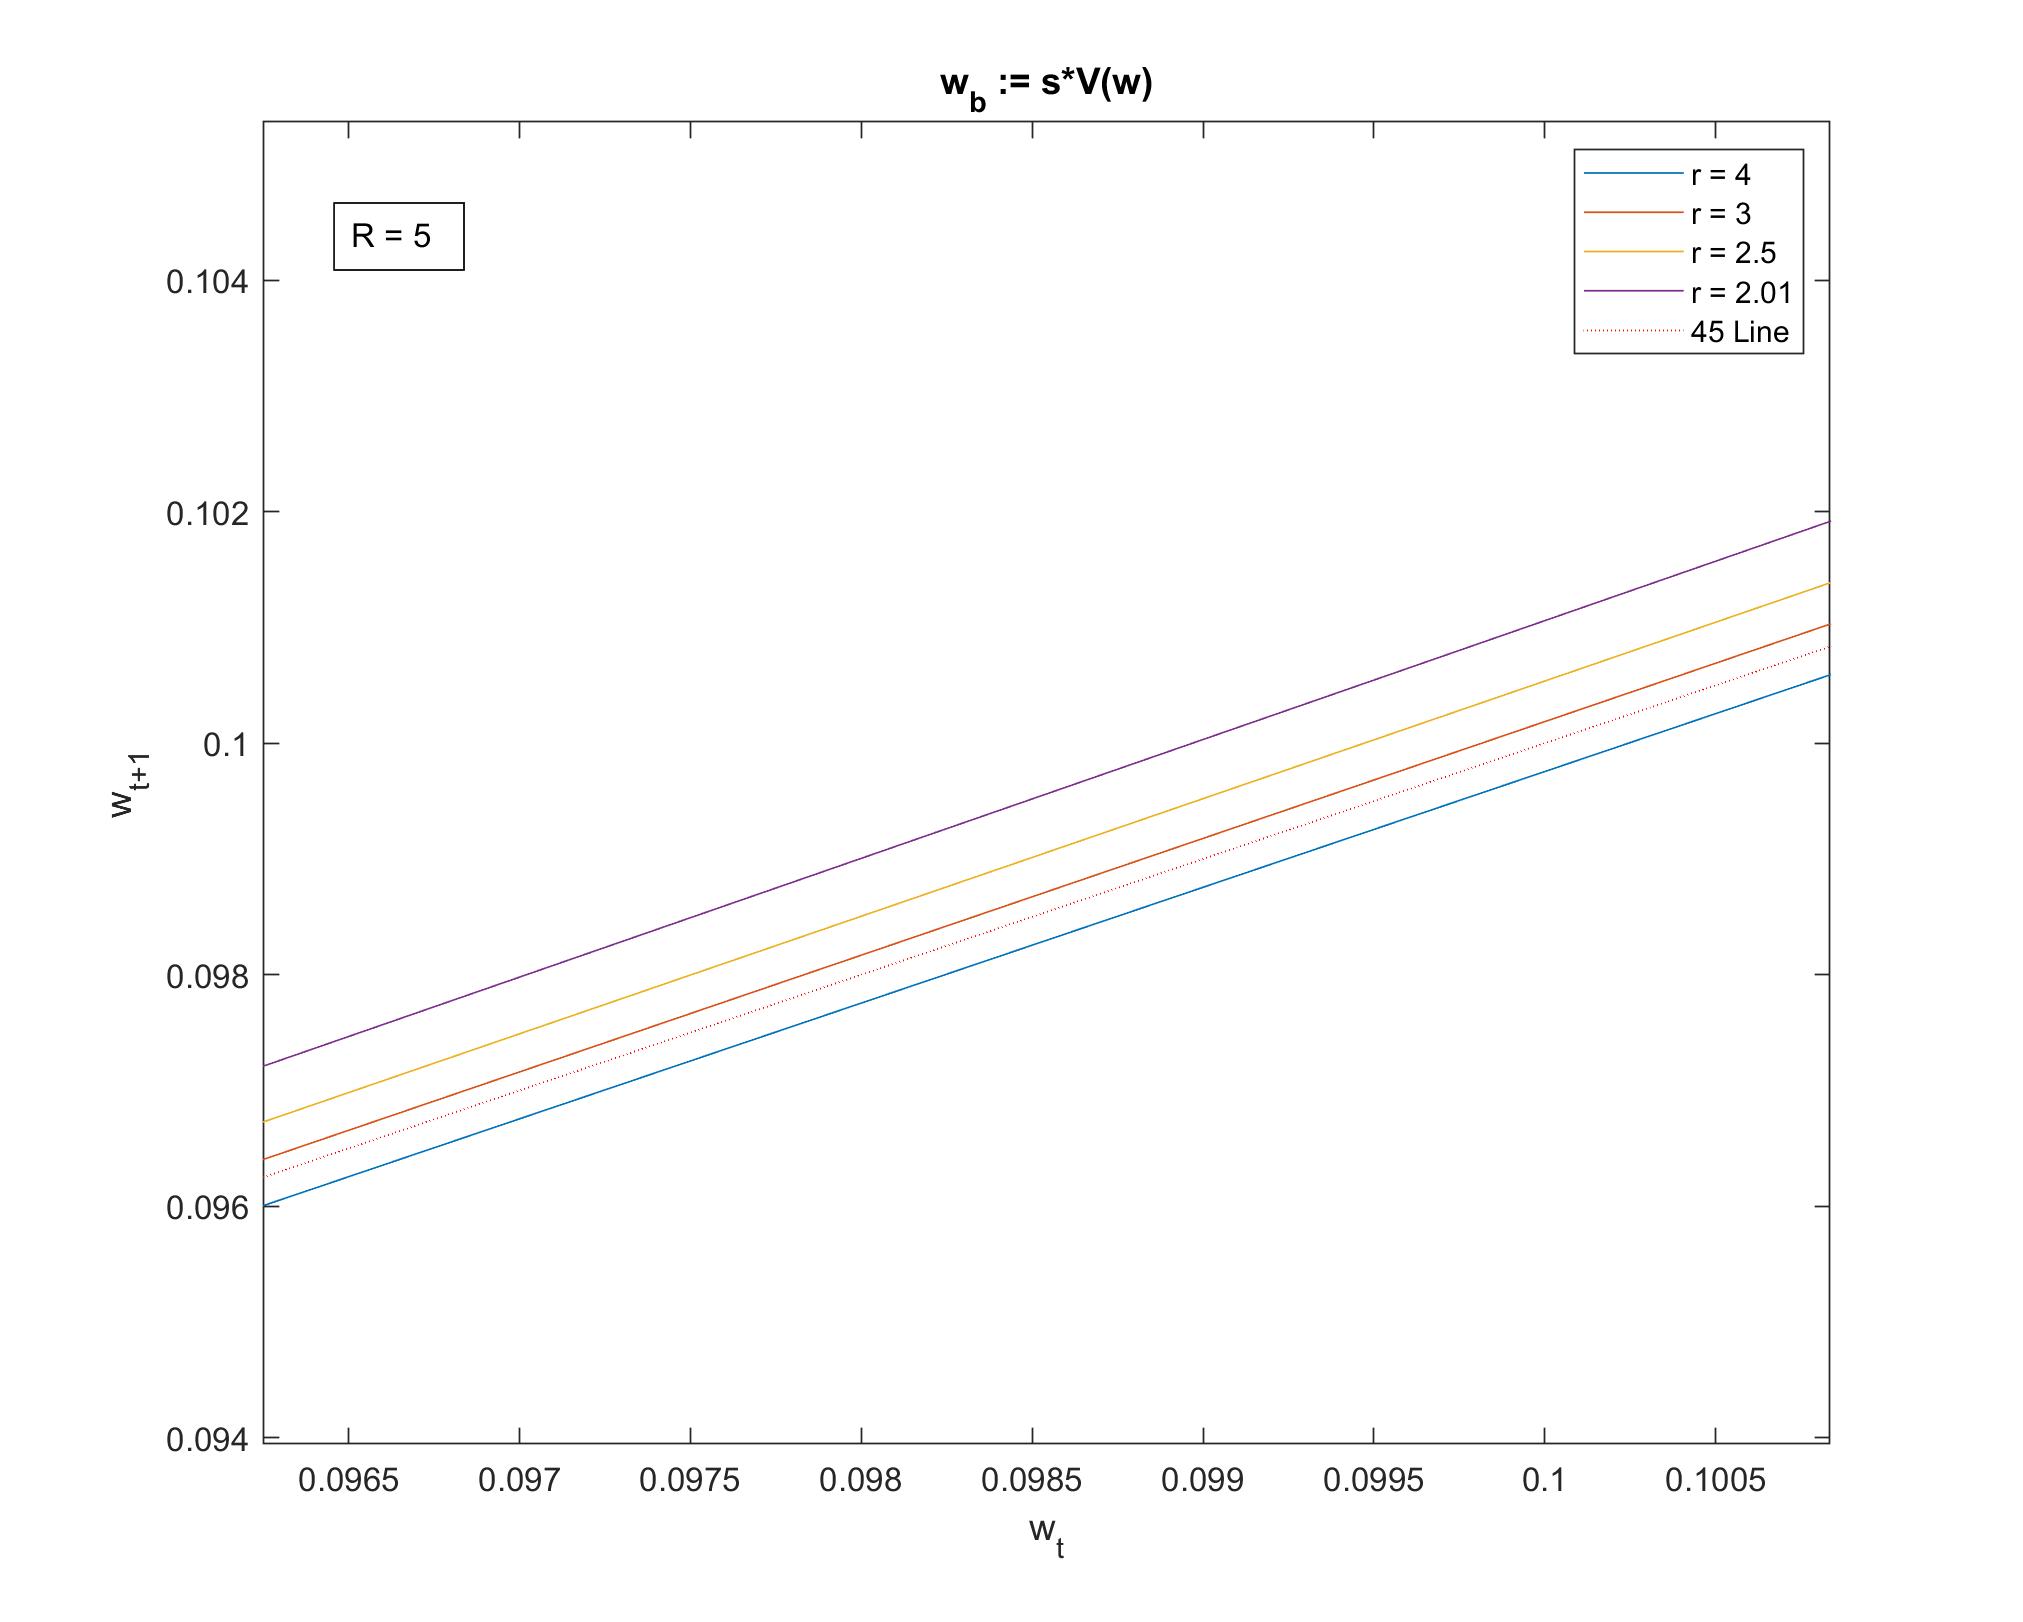 w_b := s*V(w)
R = 5
r = 4
r = 3
r = 2.5
r = 2.01
45 Line
0.104
0.102
0.1
0.098
0.096
0.094
w_t+1
0.0965 0.097 0.0975 0.098 0.0985 0.099 0.0995 0.1 0.1005
w_t